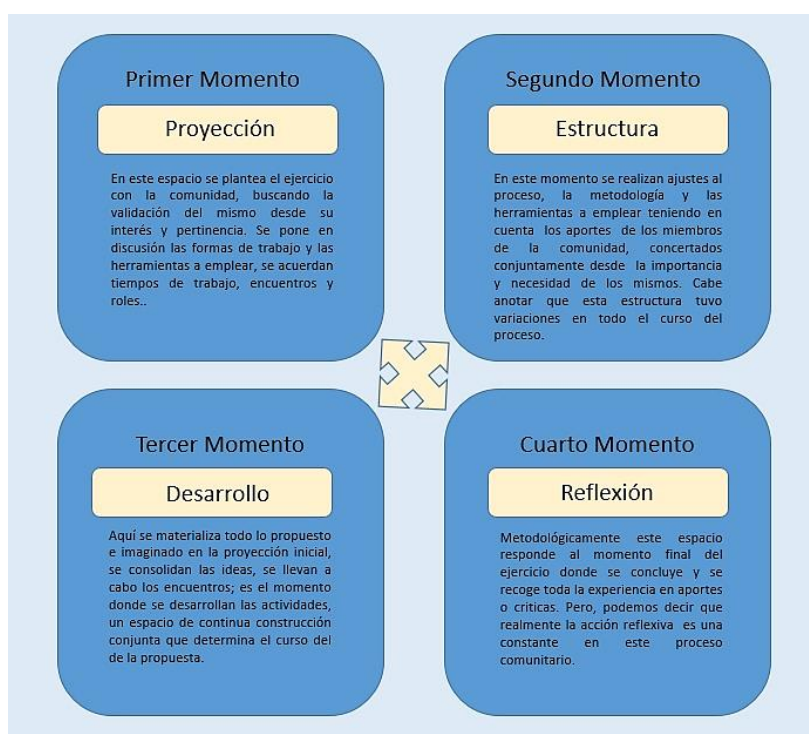 Primer Momento
Proyección
En este espacio se plantea el ejercicio
con la comunidad, buscando la
validación del mismo desde su
interés y pertinencia. Se pone en
discusión las formas de trabajo y las
herramientas a emplear, se acuerdan
tiempos de trabajo, encuentros y
roles..
Segundo Momento
Estructura
En este momento se realizan ajustes al
proceso, la metodología y las
herramientas a emplear teniendo en
cuenta los aportes de los miembros
de la comunidad, concertados
conjuntamente desde la importancia
y necesidad de los mismos. Cabe
anotar que esta estructura tuvo
variaciones en todo el curso del
proceso.
Tercer Momento
Desarrollo
Aquí se materializa todo lo propuesto
e imaginado en la proyección inicial,
se consolidan las ideas, se llevan a
cabo los encuentros; es el momento
donde se desarrollan las actividades,
un espacio de continua construcción
conjunta que determina el curso del
de la propuesta.
Cuarto Momento
Reflexión
Metodológicamente este espacio
responde al momento final del
ejercicio donde se concluye y se
recoge toda la experiencia en aportes
o criticas. Pero, podemos decir que
realmente la acción reflexiva es una
constante en este proceso
comunitario.